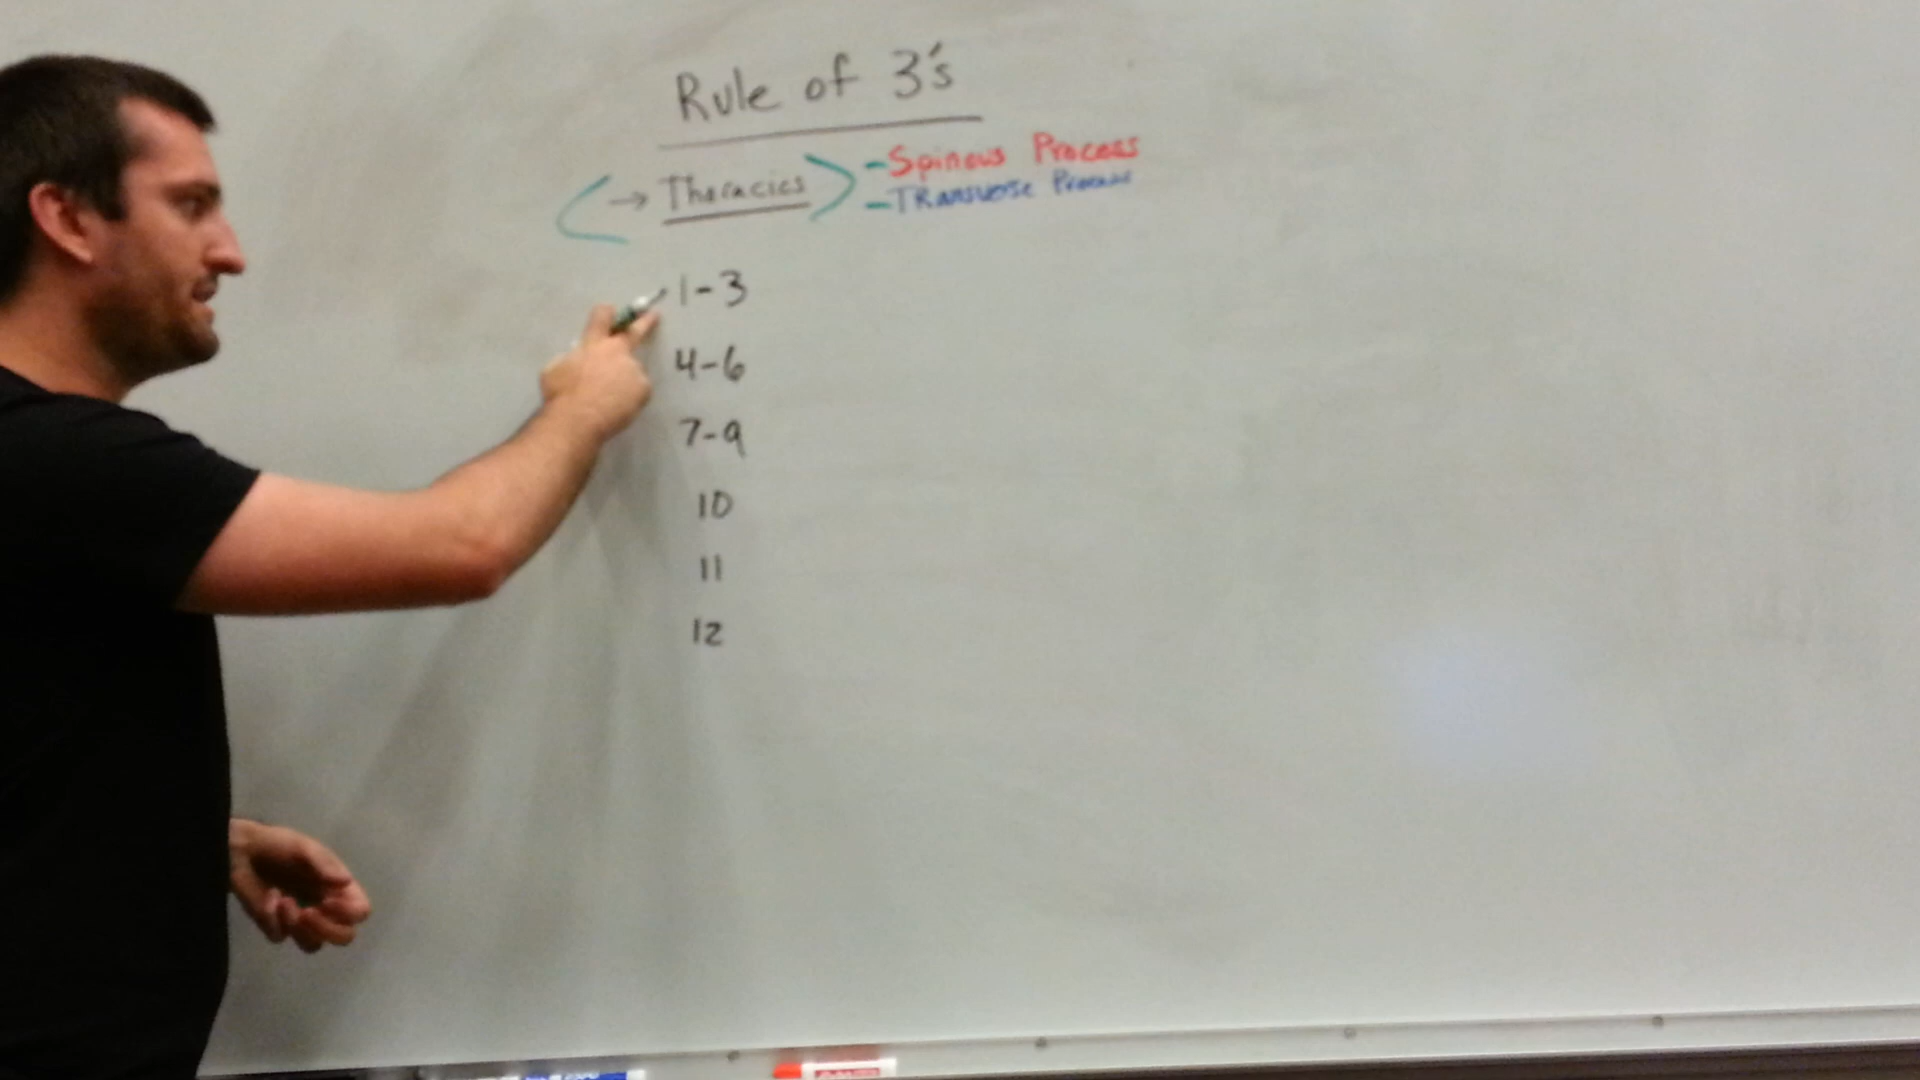 Rule of 3's
→ Thoracics
- Spinous Process
- Transverse Process
1-3
4-6
7-9
10
11
12